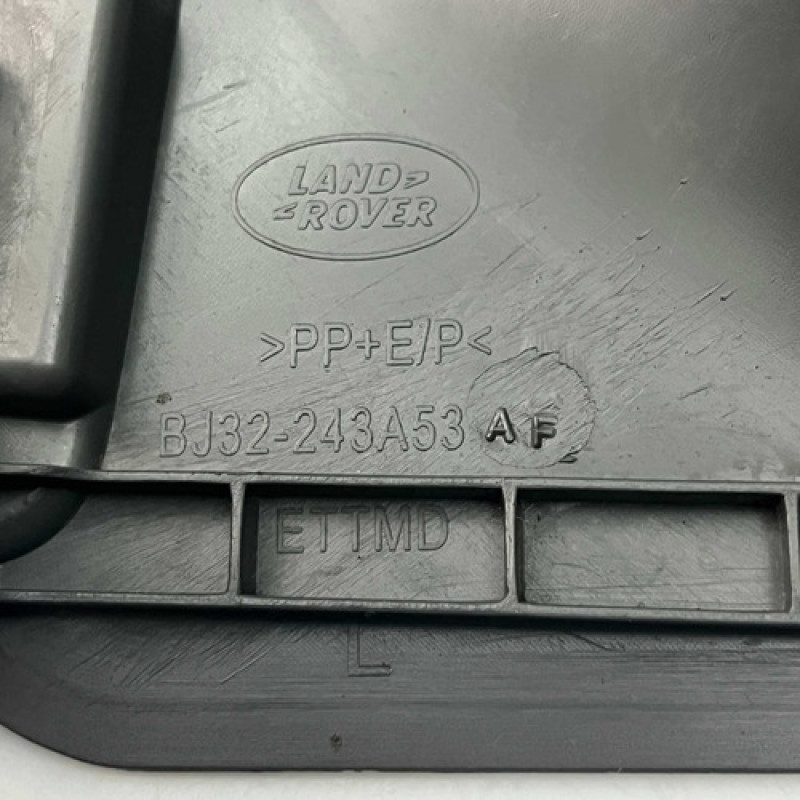 LAND
ROVER
>PP+E/P<
BJ32-243A53 AF
ETTMD
L